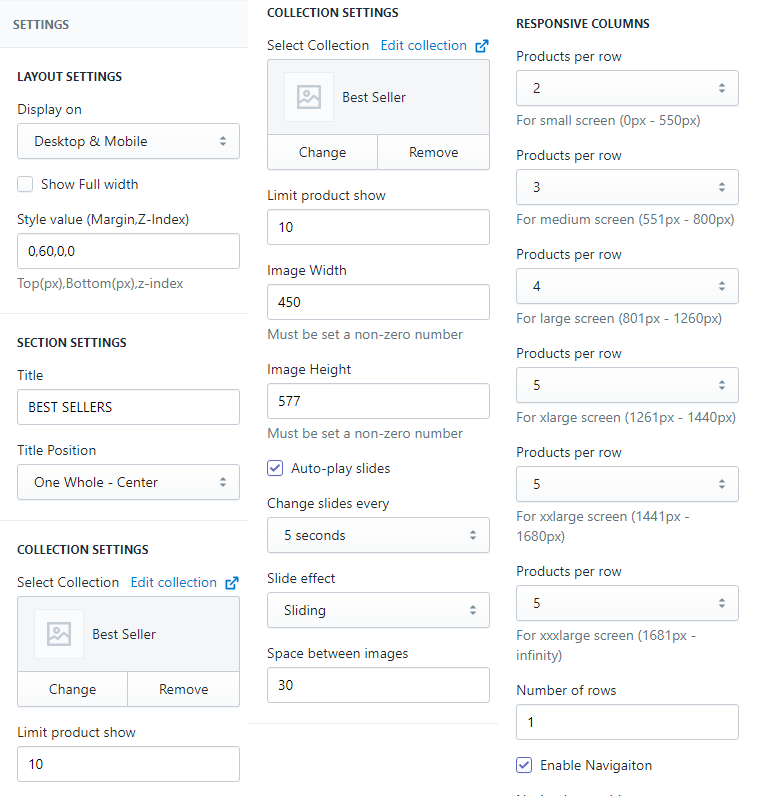 SETTINGS
LAYOUT SETTINGS
Display on
Desktop & Mobile
Show Full width
Style value (Margin,Z-Index)
0,60,0,0
Top(px),Bottom(px),z-index
SECTION SETTINGS
Title
BEST SELLERS
Title Position
One Whole - Center
COLLECTION SETTINGS
Select Collection Edit collection
Best Seller
Change Remove
Limit product show
10
COLLECTION SETTINGS
Select Collection Edit collection
Best Seller
Change Remove
Limit product show
10
Image Width
450
Must be set a non-zero number
Image Height
577
Must be set a non-zero number
Auto-play slides
Change slides every
5 seconds
Slide effect
Sliding
Space between images
30
RESPONSIVE COLUMNS
Products per row
2
For small screen (0px - 550px)
Products per row
3
For medium screen (551px - 800px)
Products per row
4
For large screen (801px - 1260px)
Products per row
5
For xlarge screen (1261px - 1440px)
Products per row
5
For xxlarge screen (1441px -
1680px)
Products per row
5
For xxxlarge screen (1681px -
infinity)
Number of rows
1
Enable Navigaiton